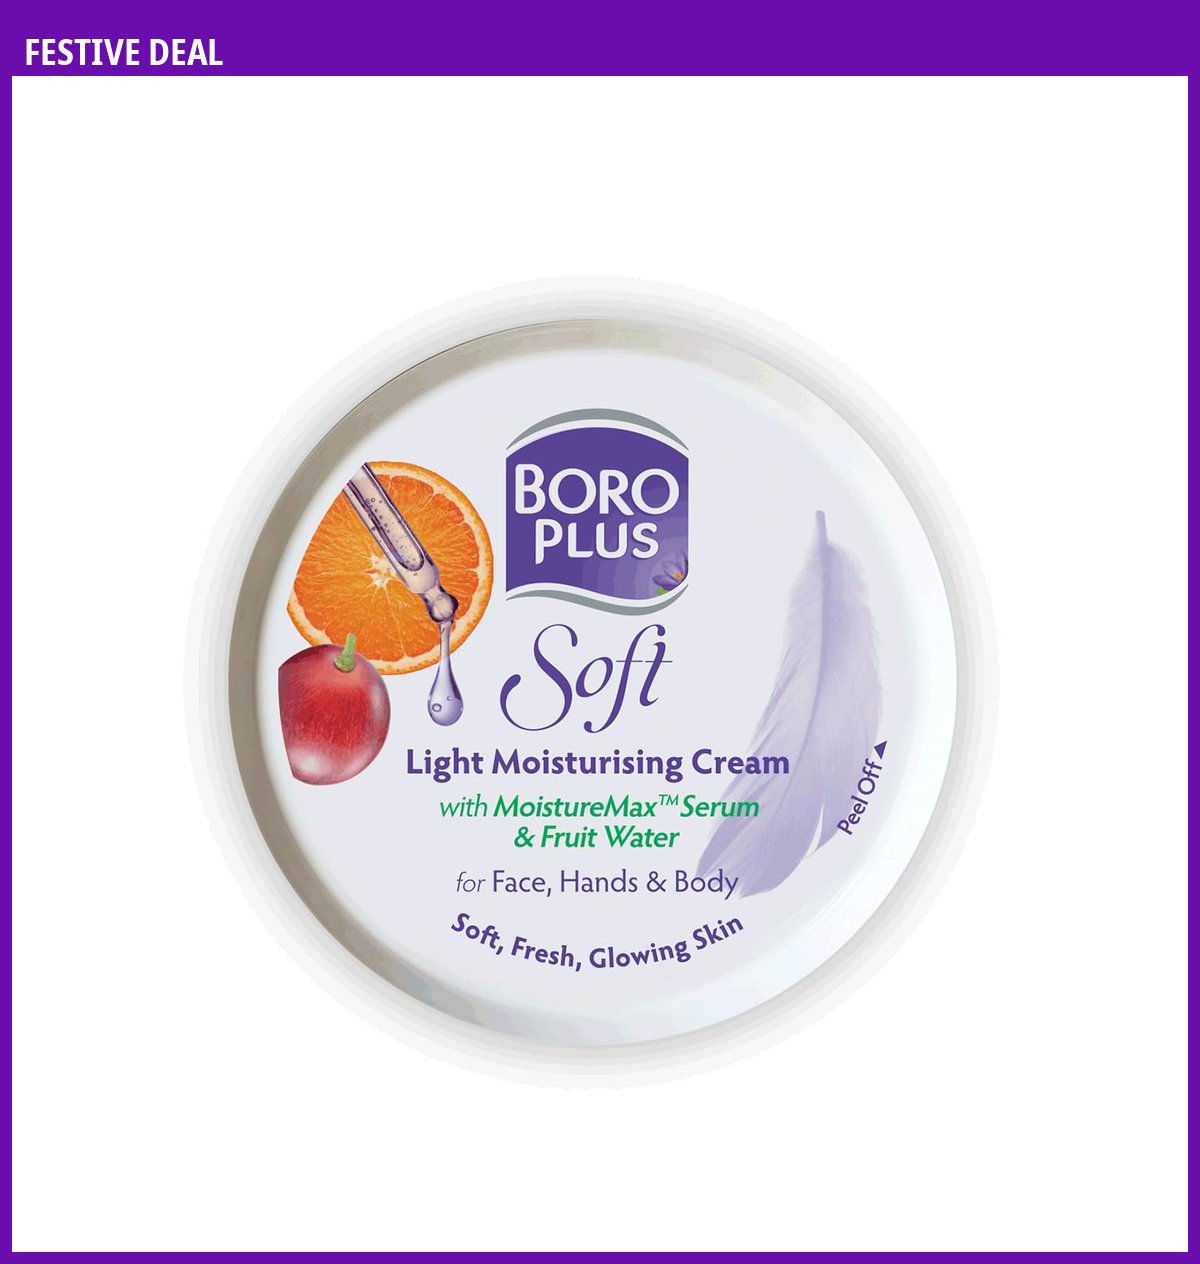 FESTIVE DEAL
BORO
PLUS
Soft
Light Moisturising Cream
with MoistureMax™ Serum
& Fruit Water
for Face, Hands & Body
Soft, Fresh, Glowing Skin
Peel Off ▲